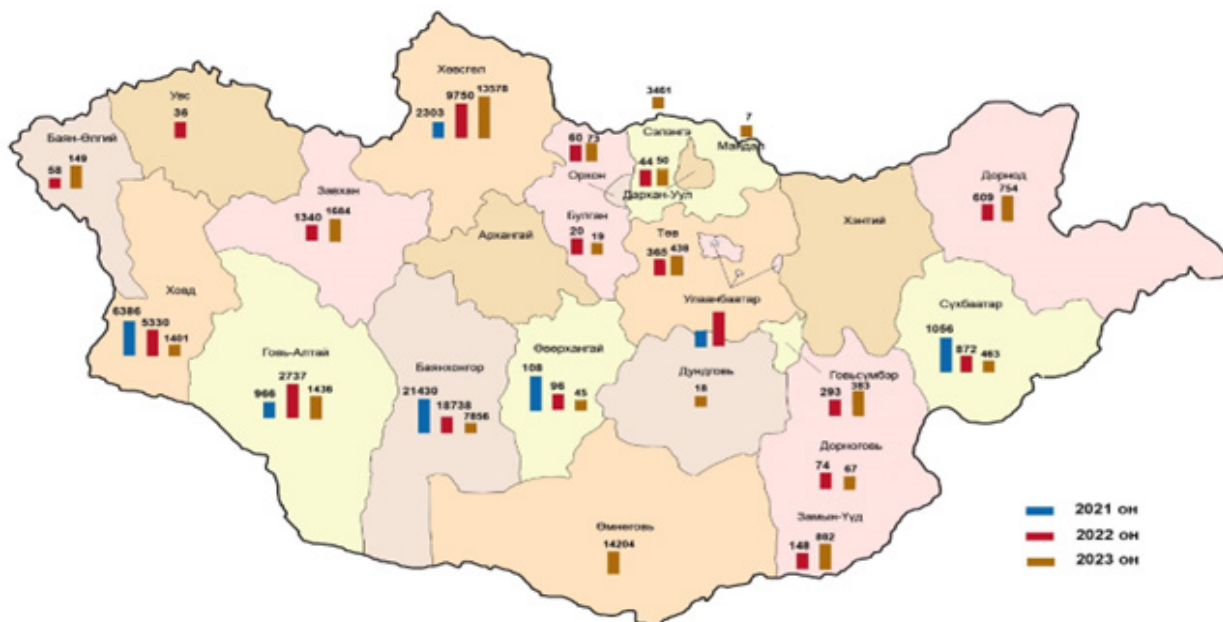 Хөвсгөл
2303 9750 13578
Увс
36
Баян-Өлгий
58 149
Завхан
1340 1684
Ховд
6386 5330 1401
Говь-Алтай
966 2737 1436
Архангай
Баянхонгор
21430 18738 7856
Өвөрхангай
108 96 45
Орхон
60 73
Булган
20 19
3461
Сэлэнгэ
44 50
7
Мандал
Дархан-Уул
Төв
365 438
Улаанбаатар
Хэнтий
Дорнод
609 754
Сүхбаатар
1056 872 463
Дундговь
18
Говьсүмбэр
293 383
Дорноговь
74 67
Замын-Үүд
148 882
Өмнөговь
14204
2021 он
2022 он
2023 он